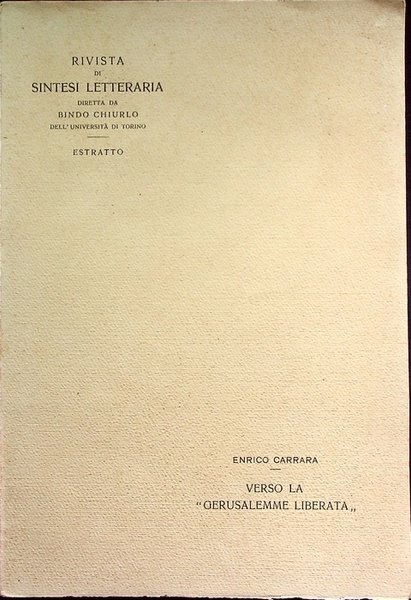 RIVISTA
DI
SINTESI LETTERARIA
DIRETTA DA
BINDO CHIURLO
DELL'UNIVERSITÀ DI TORINO
ESTRATTO
ENRICO CARRARA
VERSO LA
“GERUSALEMME LIBERATA„